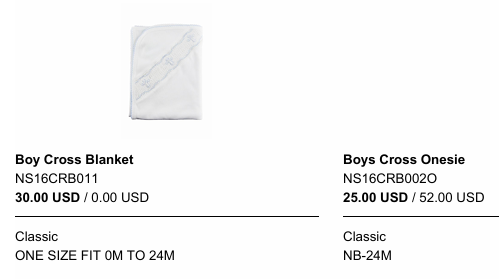 Boy Cross Blanket
NS16CRB011
30.00 USD / 0.00 USD
Classic
ONE SIZE FIT 0M TO 24M
Boys Cross Onesie
NS16CRB002O
25.00 USD / 52.00 USD
Classic
NB-24M